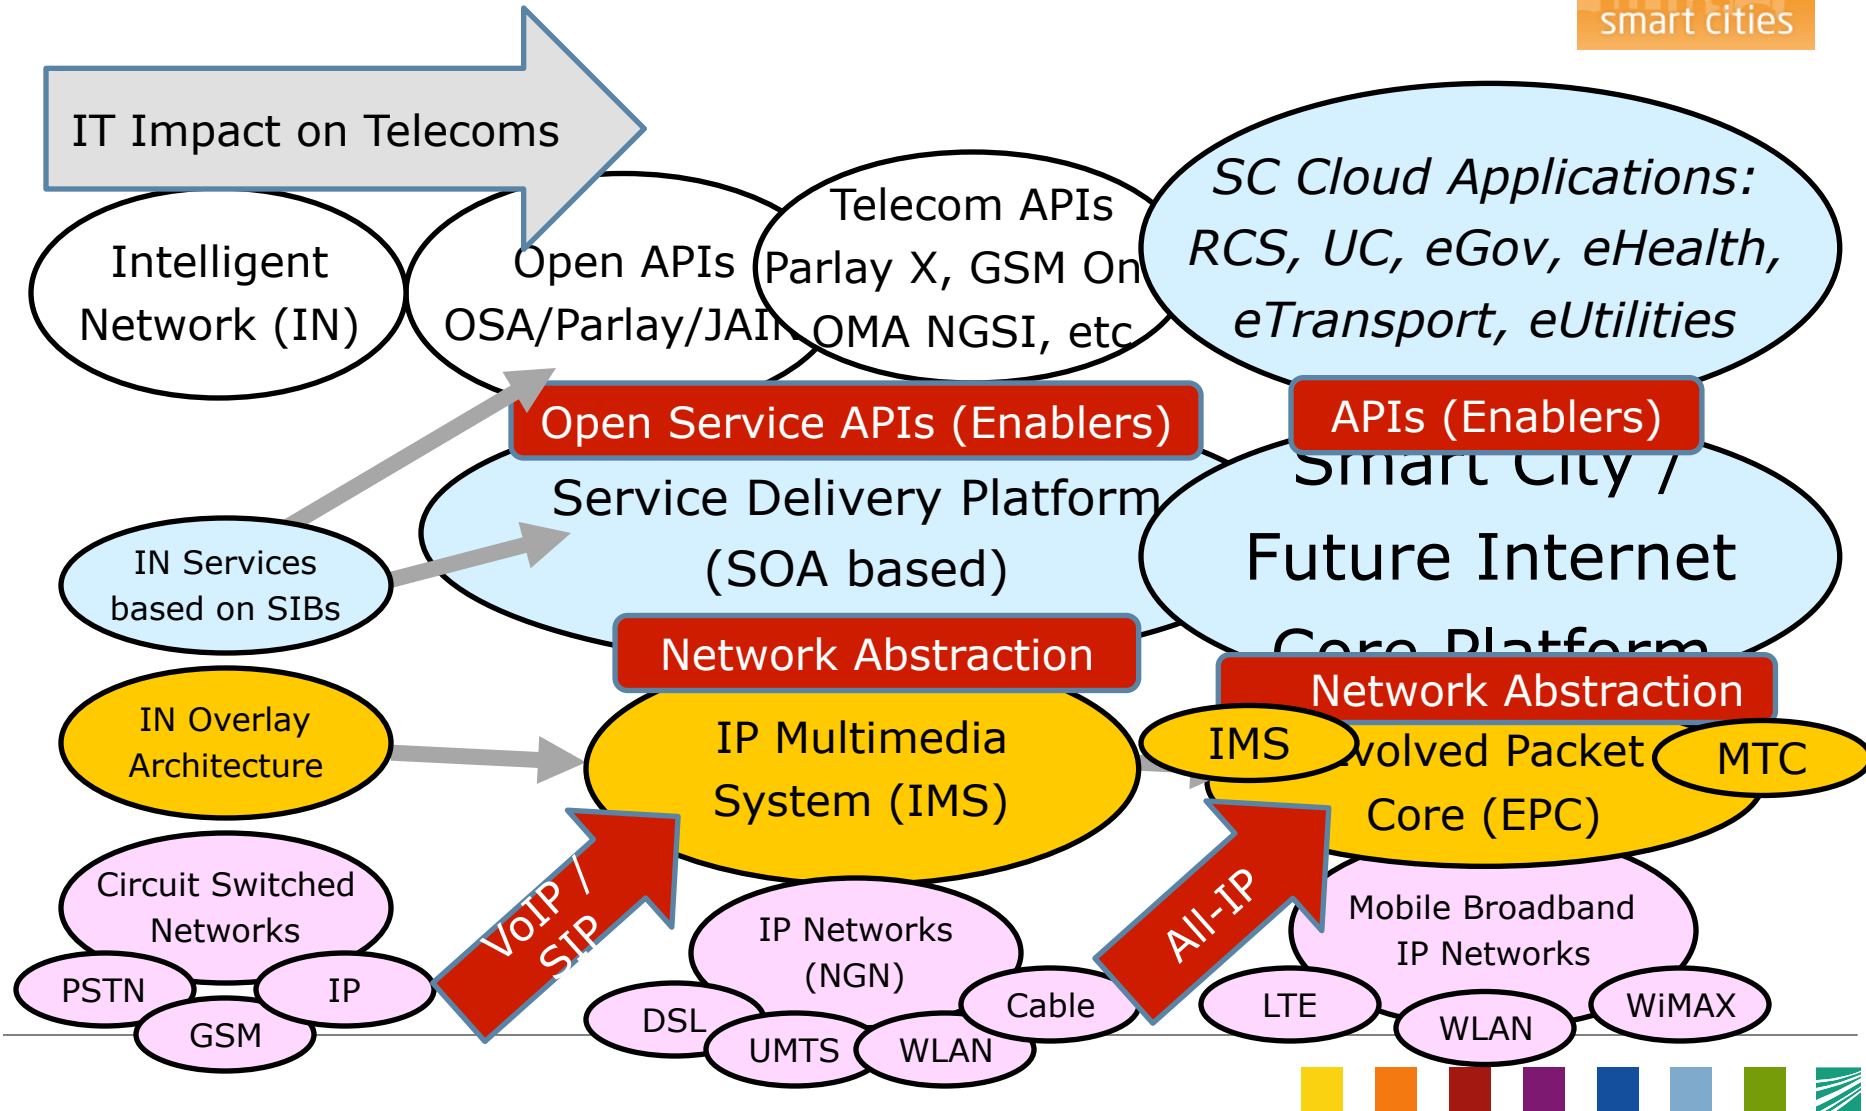 smart cities
IT Impact on Telecoms
Intelligent
Network (IN)
Open APIs
OSA/Parlay/JAIN
Telecom APIs
Parlay X, GSM On
OMA NGSI, etc
SC Cloud Applications:
RCS, UC, eGov, eHealth,
eTransport, eUtilities
Open Service APIs (Enablers)
APIs (Enablers)
Service Delivery Platform
(SOA based)
Smart City /
Future Internet
Core Platform
IN Services
based on SIBs
Network Abstraction
Network Abstraction
IN Overlay
Architecture
IP Multimedia
System (IMS)
IMS
volved Packet
Core (EPC)
MTC
Circuit Switched
Networks
PSTN
GSM
IP
VoIP /
SIP
IP Networks
(NGN)
DSL
UMTS
WLAN
Cable
All-IP
Mobile Broadband
IP Networks
LTE
WLAN
WiMAX